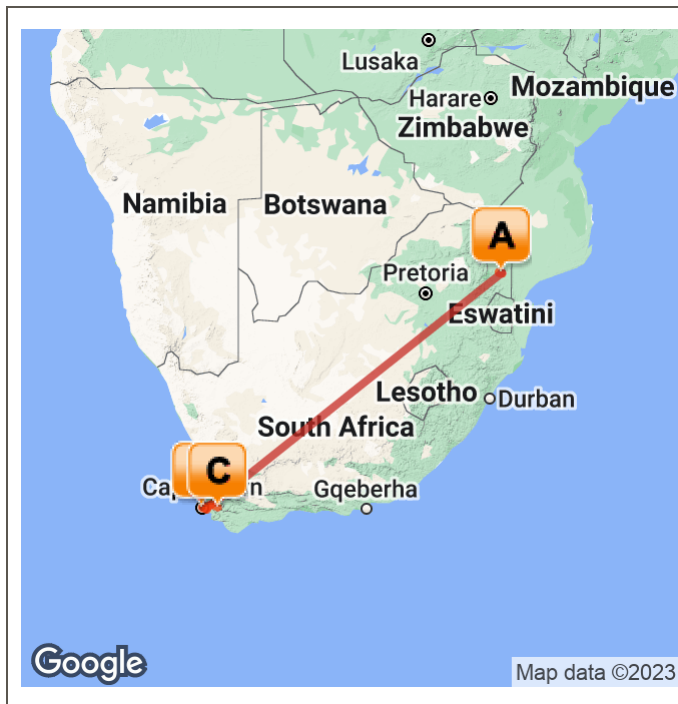 Lusaka
Mozambique
Harare
Zimbabwe
Namibia
Botswana
A
Pretoria
Eswatini
Lesotho
Durban
South Africa
C
Gqeberha
Google
Map data ©2023